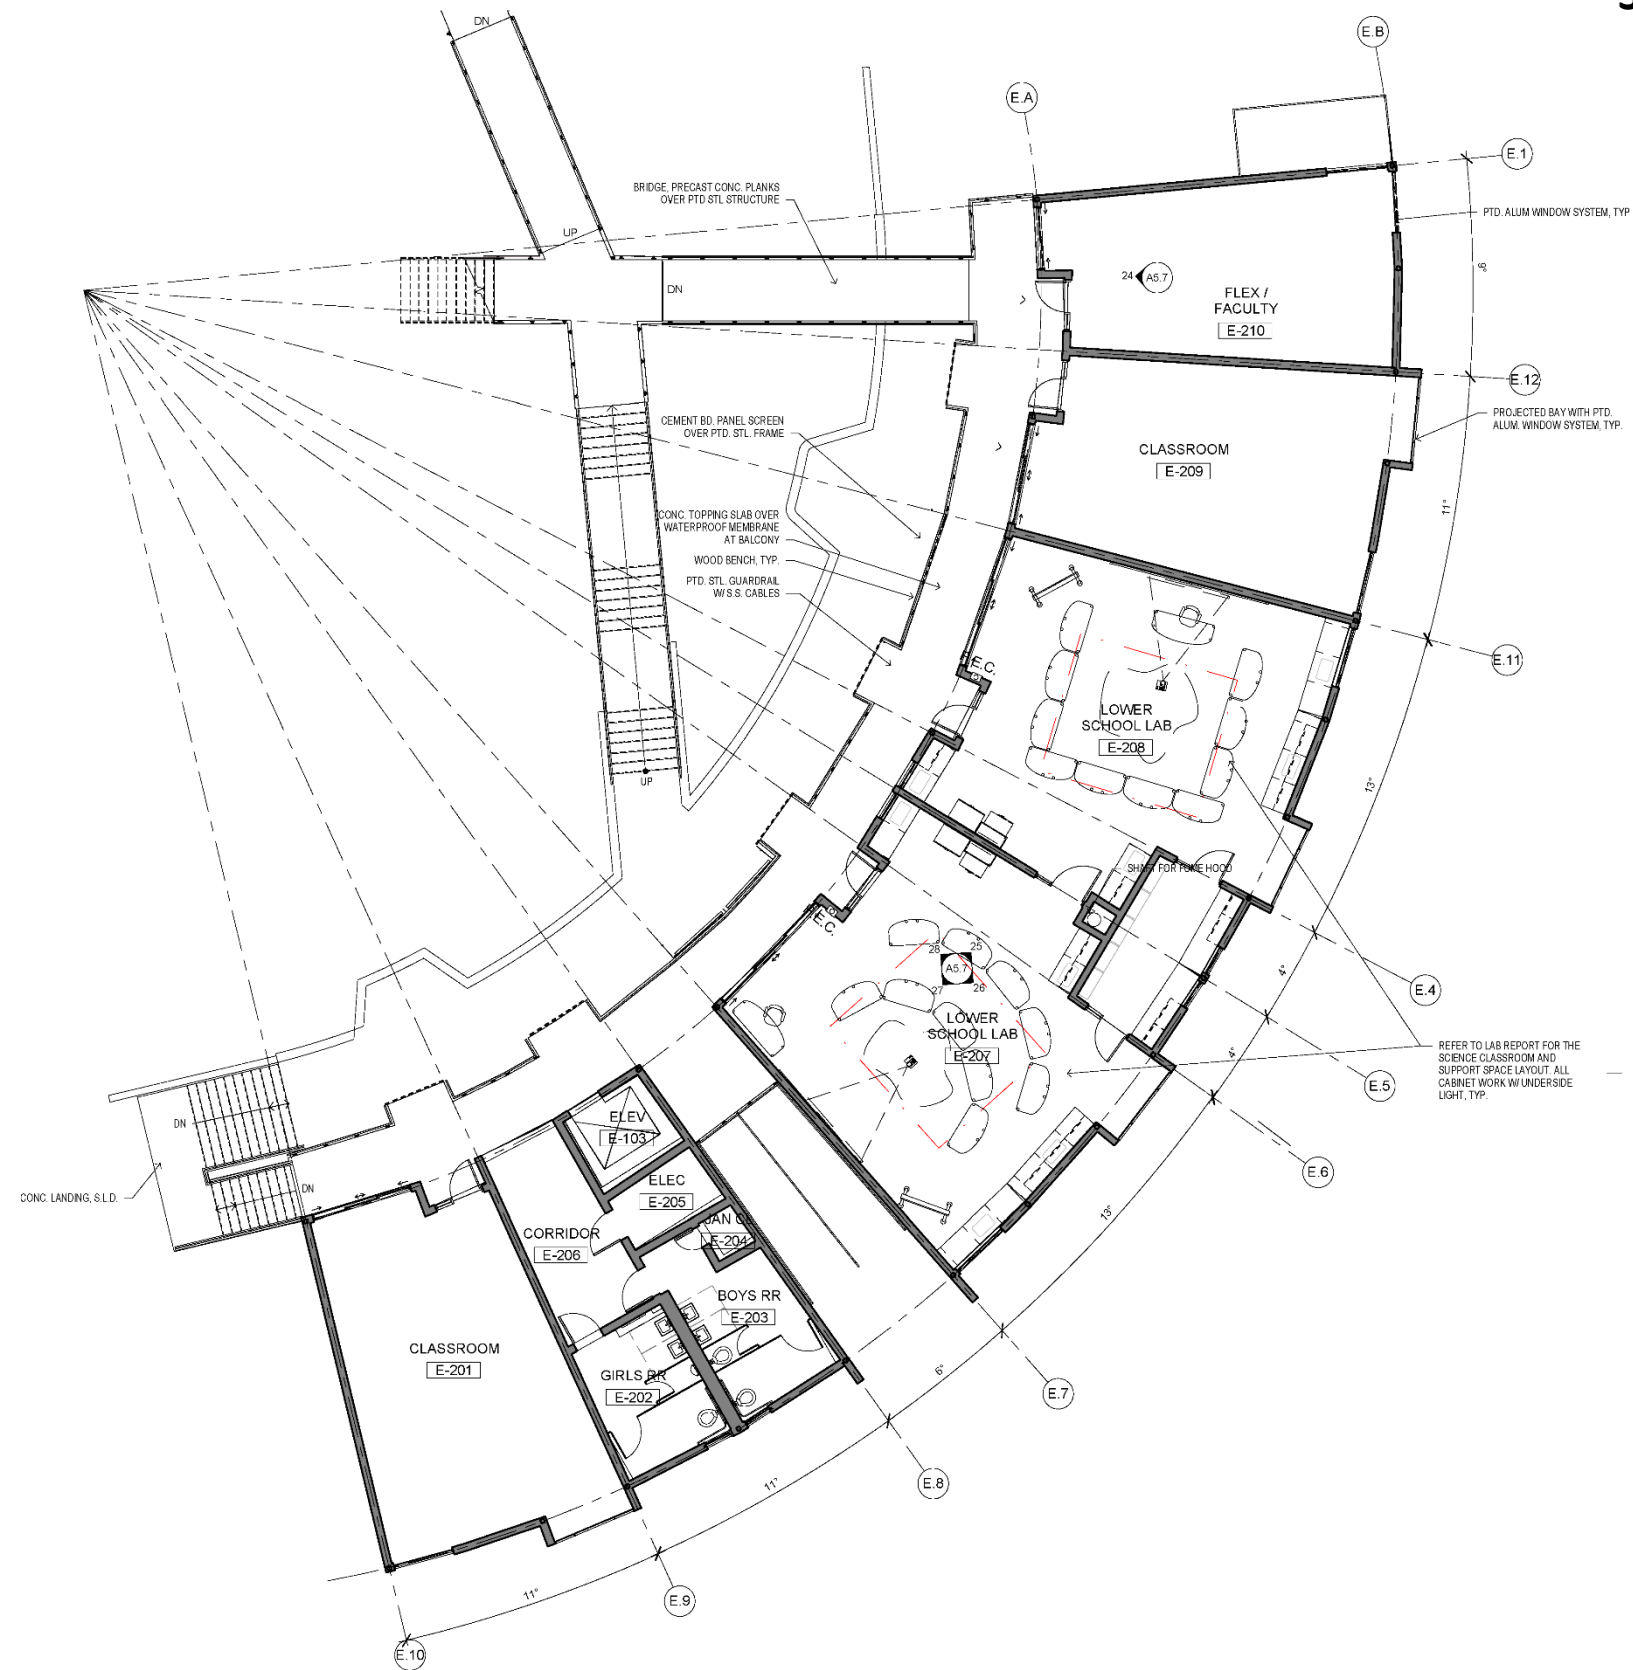 DN
E.B
E.A
E.1
BRIDGE, PRECAST CONC. PLANKS
OVER PTD STL STRUCTURE
PTD. ALUM WINDOW SYSTEM, TYP
UP
9°
24
A5.7
DN
FLEX /
FACULTY
E-210
E.12
PROJECTED BAY WITH PTD.
ALUM. WINDOW SYSTEM, TYP.
CEMENT BD. PANEL SCREEN
OVER PTD. STL. FRAME
CLASSROOM
E-209
11°
CONC. TOPPING SLAB OVER
WATERPROOF MEMBRANE
AT BALCONY
WOOD BENCH, TYP.
PTD. STL. GUARDRAIL
W/ S.S. CABLES
E.C.
E.11
LOWER
SCHOOL LAB
E-208
UP
13°
SHAFT FOR FUME HOOD
E.C.
28
25
A5.7
27
26
4°
E.4
LOWER
SCHOOL LAB
E-207
4°
REFER TO LAB REPORT FOR THE
SCIENCE CLASSROOM AND
SUPPORT SPACE LAYOUT. ALL
CABINET WORK W/ UNDERSIDE
LIGHT, TYP.
E.5
DN
ELEV
E-103
E.6
ELEC
E-205
DN
CONC. LANDING, S.L.D.
JAN CL
E-204
13°
CORRIDOR
E-206
BOYS RR
E-203
CLASSROOM
E-201
GIRLS RR
E-202
6°
E.7
E.8
11°
11°
E.9
E.10